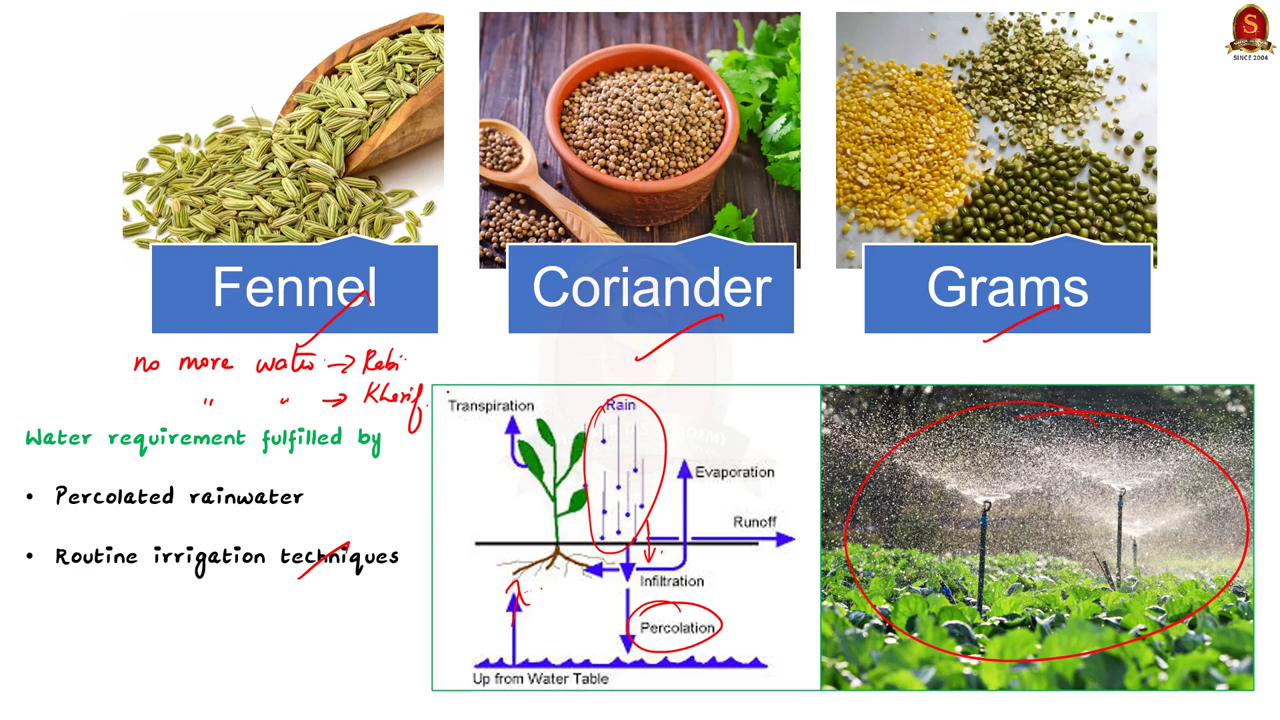 S
SINCE 2004
Fennel
Coriander
Grams
no more water → Rabi
" " → Kharif
Water requirement fulfilled by
• Percolated rainwater
• Routine irrigation techniques
Transpiration
Rain
Evaporation
Runoff
Infiltration
Percolation
Up from Water Table